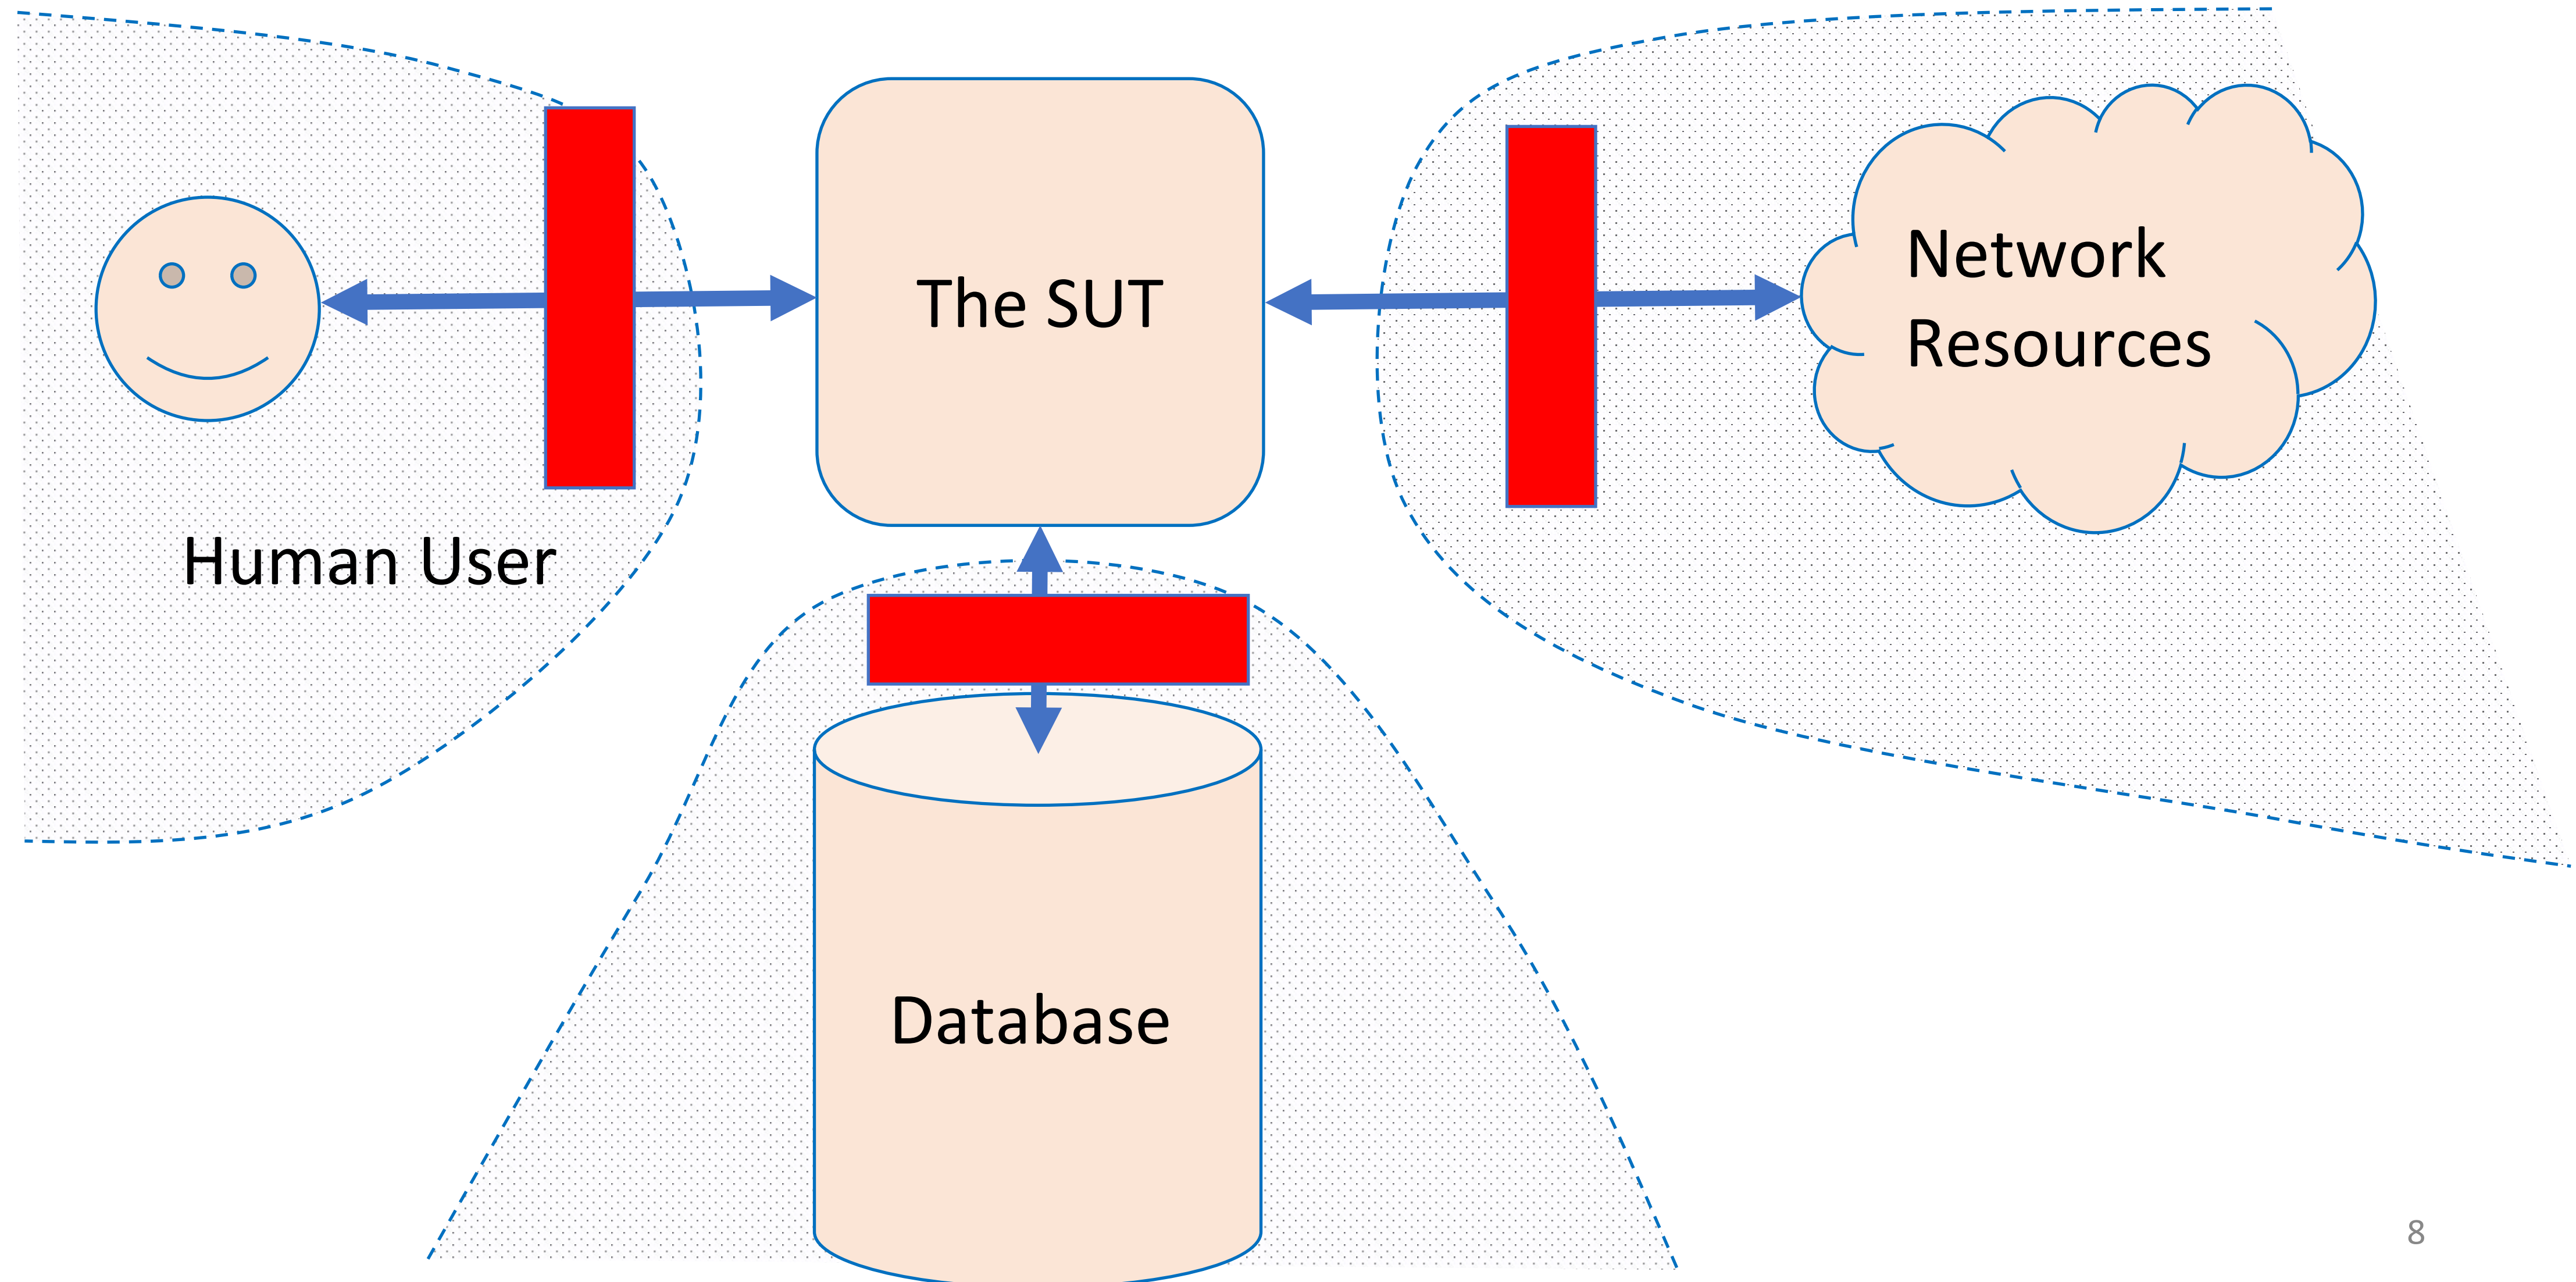 The SUT
Network
Resources
Human User
Database
8